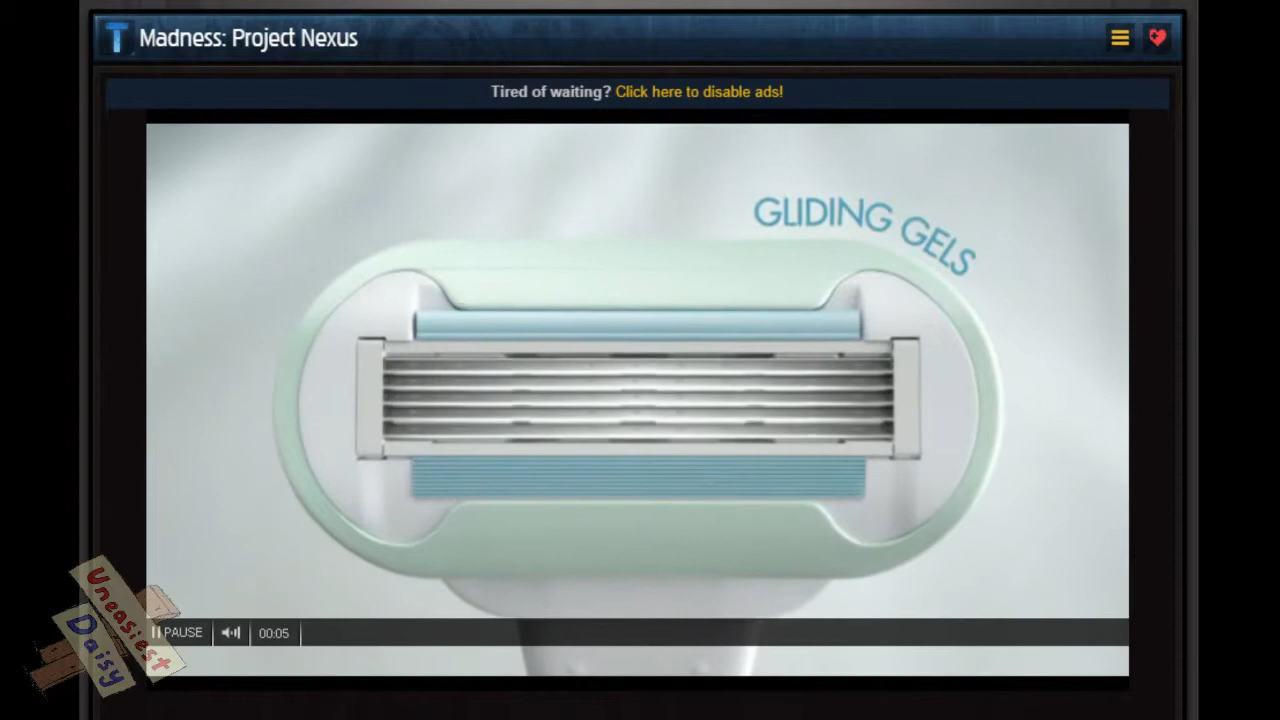 T Madness: Project Nexus
Tired of waiting? Click here to disable ads!
GLIDING GELS
PAUSE 00:05
Uneasiest
Daisy